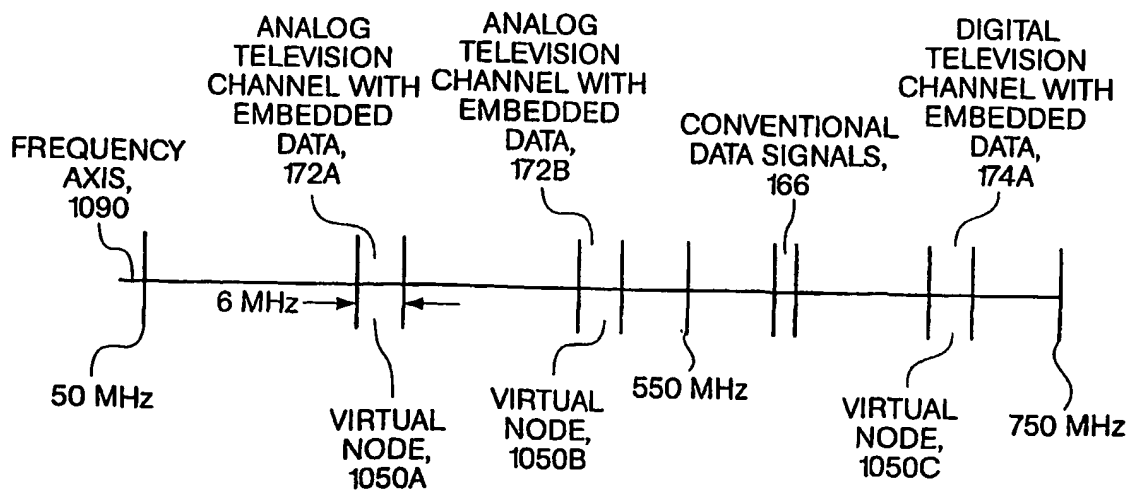 FREQUENCY
AXIS,
1090
ANALOG
TELEVISION
CHANNEL WITH
EMBEDDED
DATA,
172A
ANALOG
TELEVISION
CHANNEL WITH
EMBEDDED
DATA,
172B
CONVENTIONAL
DATA SIGNALS,
166
DIGITAL
TELEVISION
CHANNEL WITH
EMBEDDED
DATA,
174A
6 MHz
50 MHz
VIRTUAL
NODE,
1050A
VIRTUAL
NODE,
1050B
550 MHz
VIRTUAL
NODE,
1050C
750 MHz